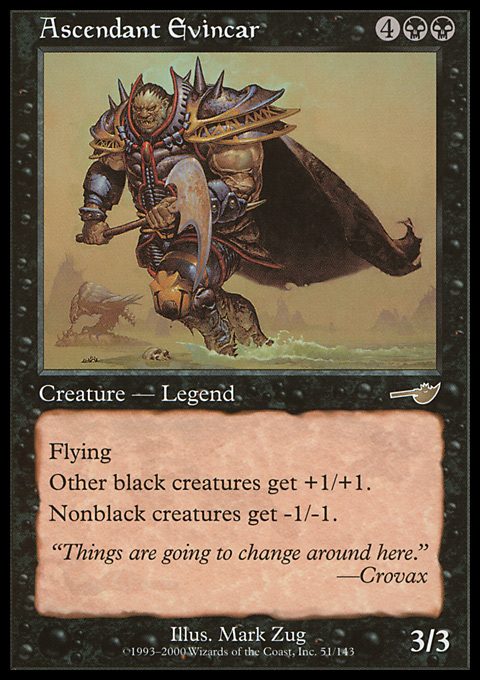 Ascendant Evincar 4
Creature — Legend
Flying
Other black creatures get +1/+1.
Nonblack creatures get -1/-1.
“Things are going to change around here.”
—Crovax
Illus. Mark Zug
©1993–2000 Wizards of the Coast, Inc. 51/143
3/3